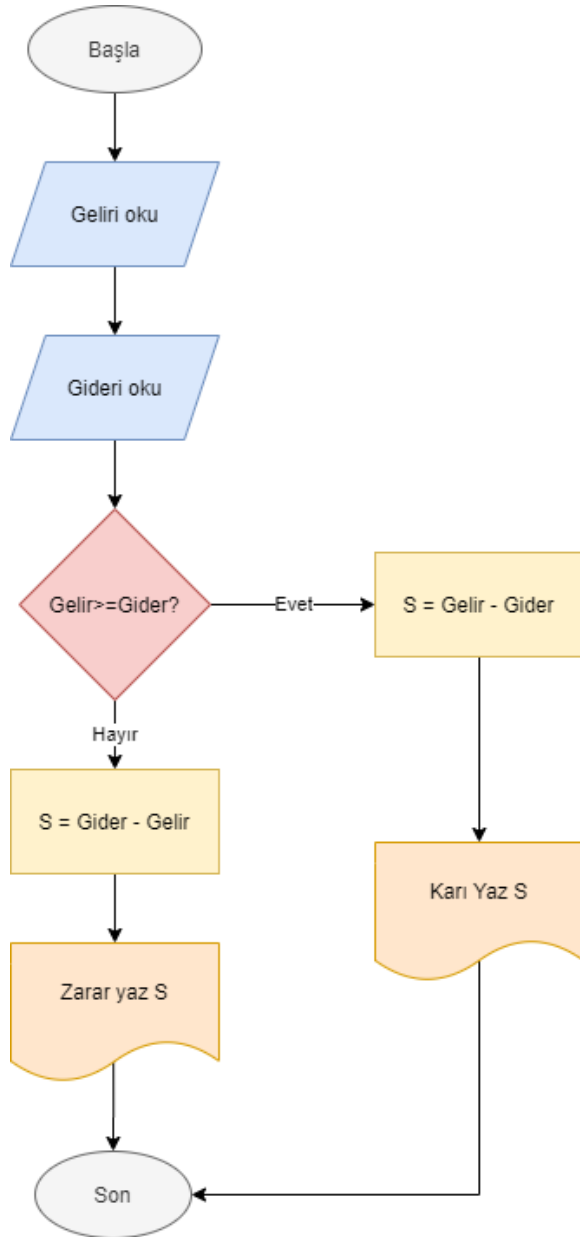 Başla
Geliri oku
Gideri oku
Gelir>=Gider?
Evet
S = Gelir - Gider
Hayır
S = Gider - Gelir
Karı Yaz S
Zarar yaz S
Son